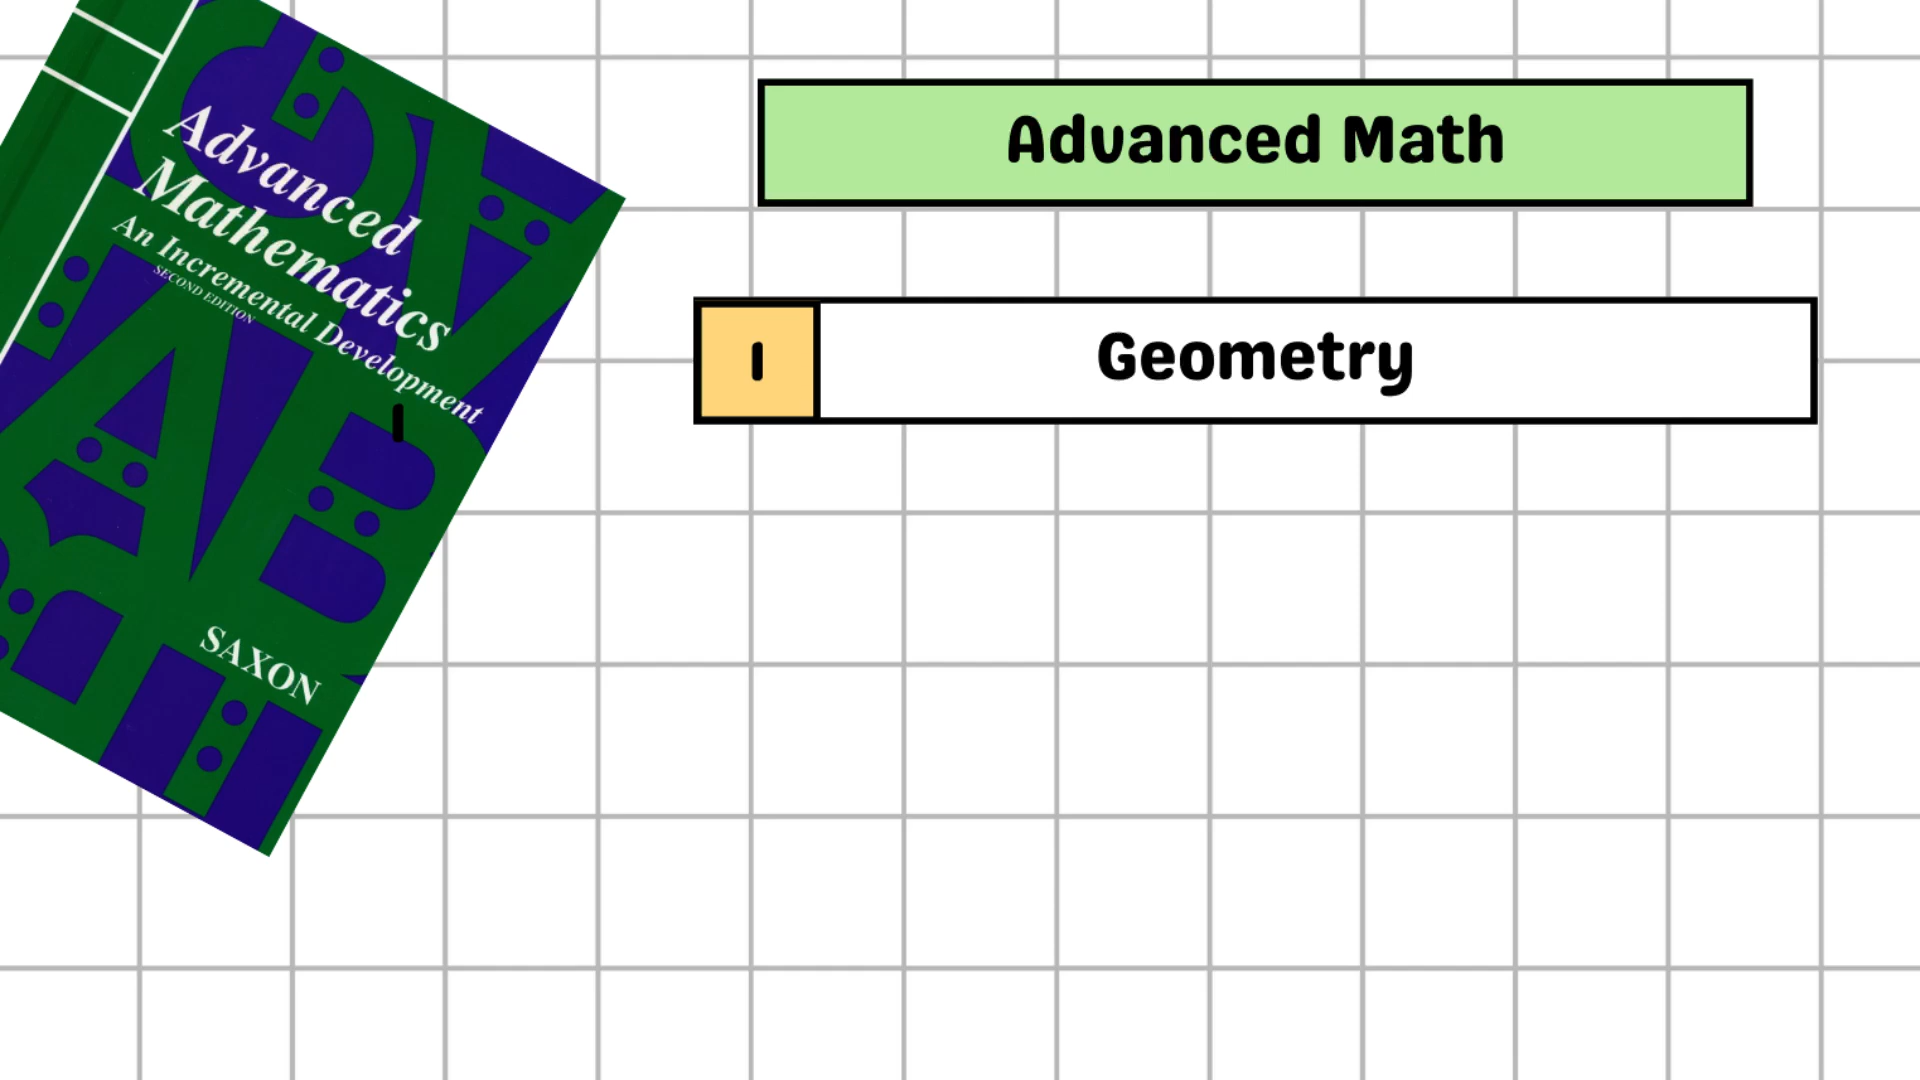 Advanced
Mathematics
An Incremental Development
SECOND EDITION
SAXON
Advanced Math
1 Geometry